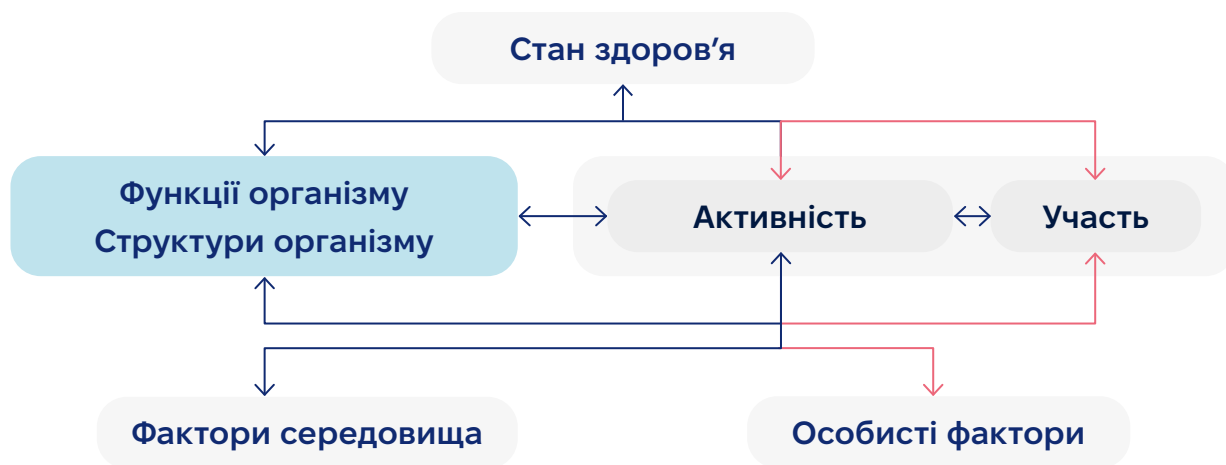 Стан здоров’я
Функції організму
Структури організму
Активність
Участь
Фактори середовища
Особисті фактори